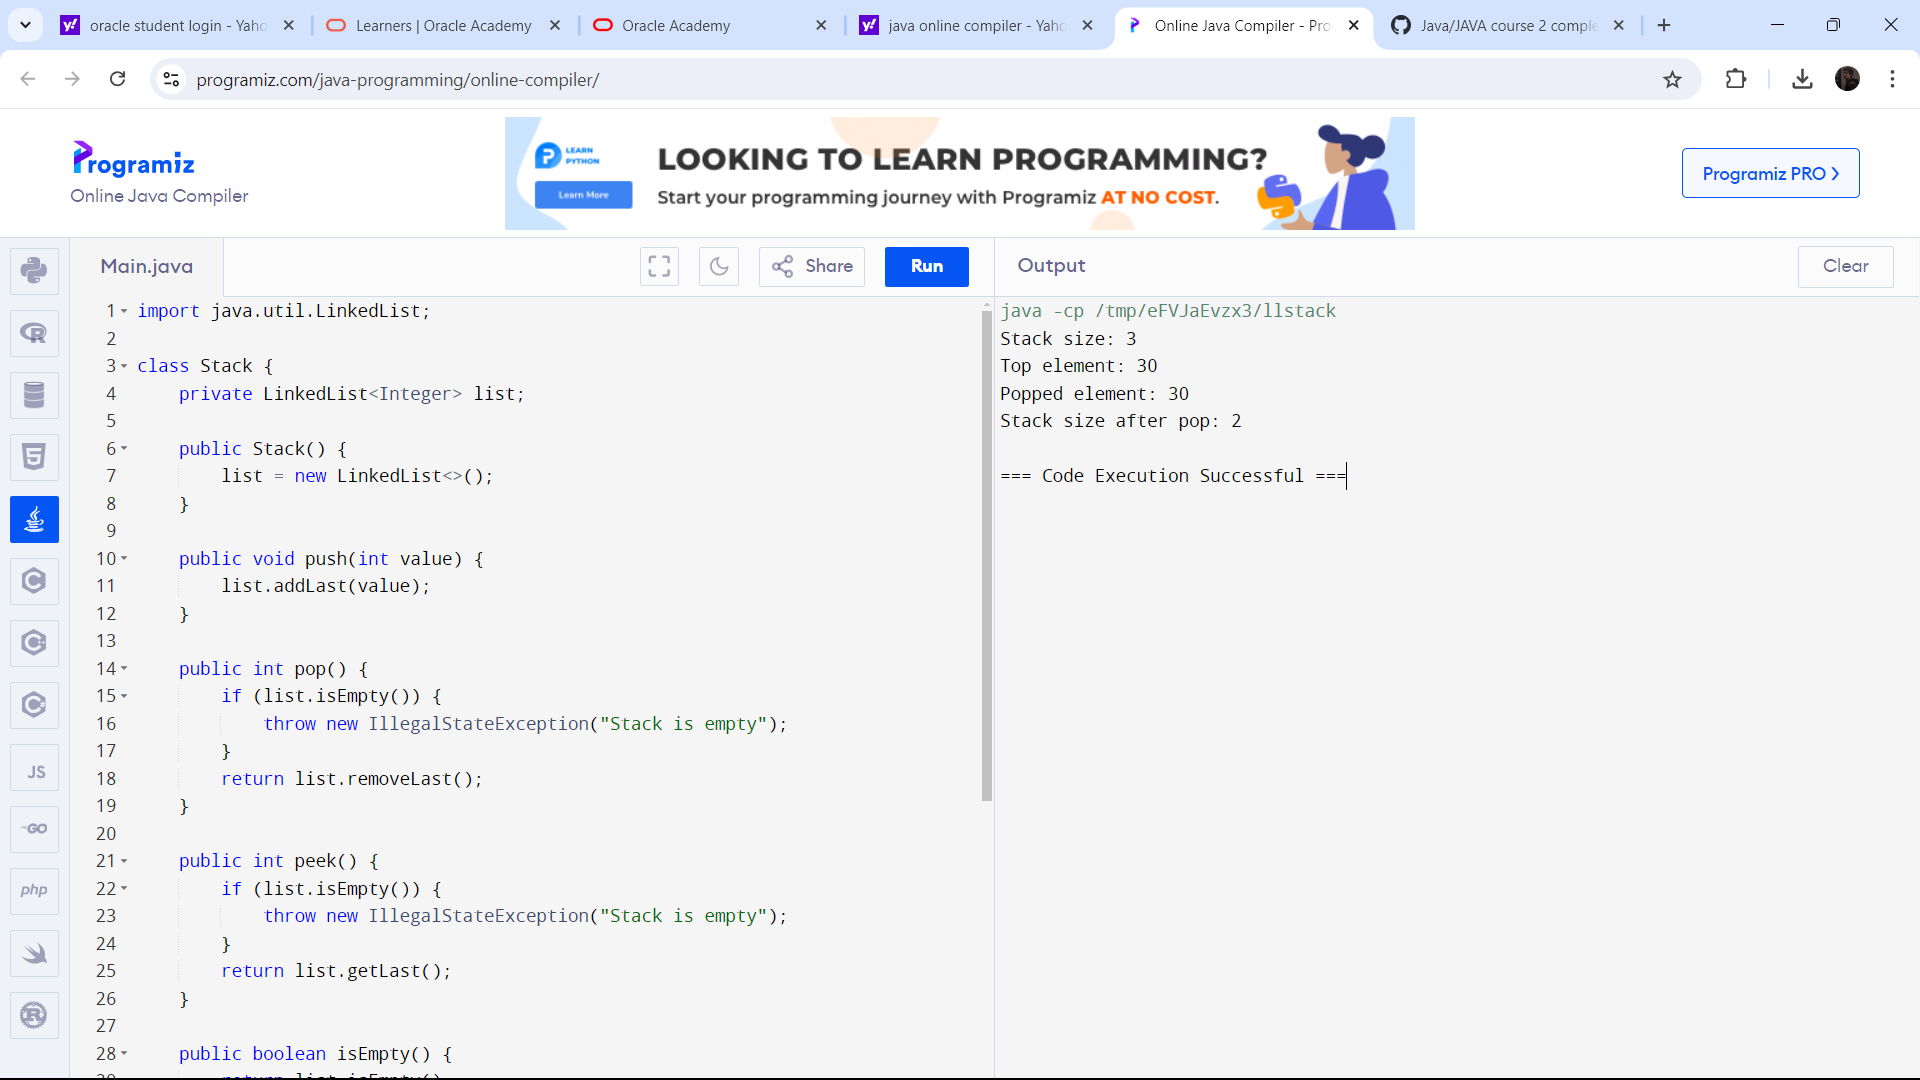 oracle student login - Yaho
Learners | Oracle Academy
Oracle Academy
java online compiler - Yaho
Online Java Compiler - Pro
Java/JAVA course 2 comple
programiz.com/java-programming/online-compiler/
Programiz
Online Java Compiler
LEARN
PYTHON
Learn More
LOOKING TO LEARN PROGRAMMING?
Start your programming journey with Programiz AT NO COST.
Programiz PRO
Main.java
Share
Run
Output
Clear
1 import java.util.LinkedList;
2
3 class Stack {
4 private LinkedList<Integer> list;
5
6 public Stack() {
7 list = new LinkedList<>();
8 }
9
10 public void push(int value) {
11 list.addLast(value);
12 }
13
14 public int pop() {
15 if (list.isEmpty()) {
16 throw new IllegalStateException("Stack is empty");
17 }
18 return list.removeLast();
19 }
20
21 public int peek() {
22 if (list.isEmpty()) {
23 throw new IllegalStateException("Stack is empty");
24 }
25 return list.getLast();
26 }
27
28 public boolean isEmpty() {
java -cp /tmp/eFVJaEvzx3/llstack
Stack size: 3
Top element: 30
Popped element: 30
Stack size after pop: 2
=== Code Execution Successful ===
JS
GO
php